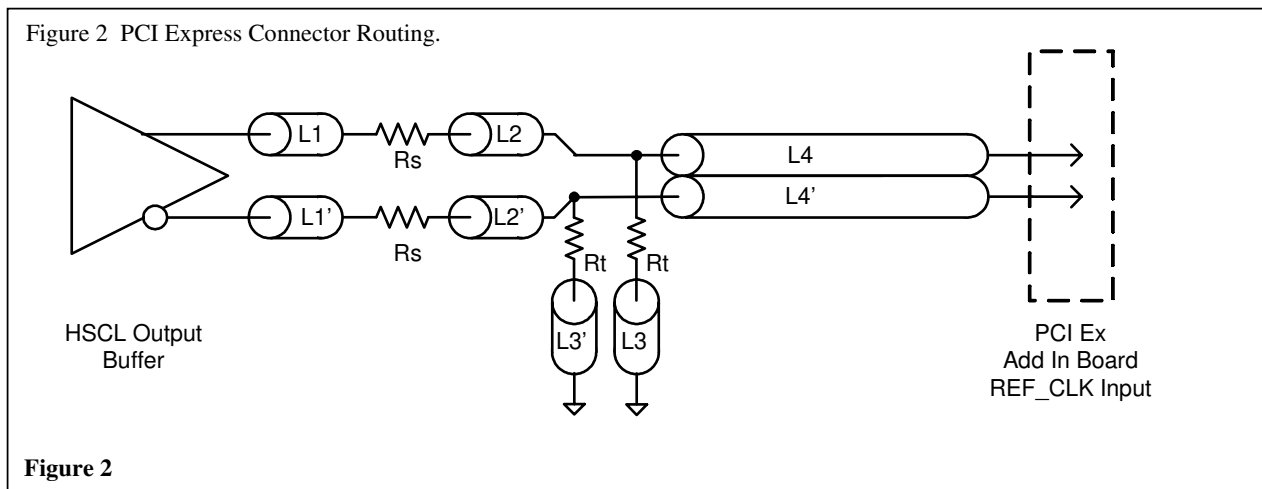 Figure 2  PCI Express Connector Routing.
L1
Rs
L2
L4
L1'
Rs
L2'
L4'
Rt
Rt
L3'
L3
HSCL Output
Buffer
PCI Ex
Add In Board
REF_CLK Input
Figure 2